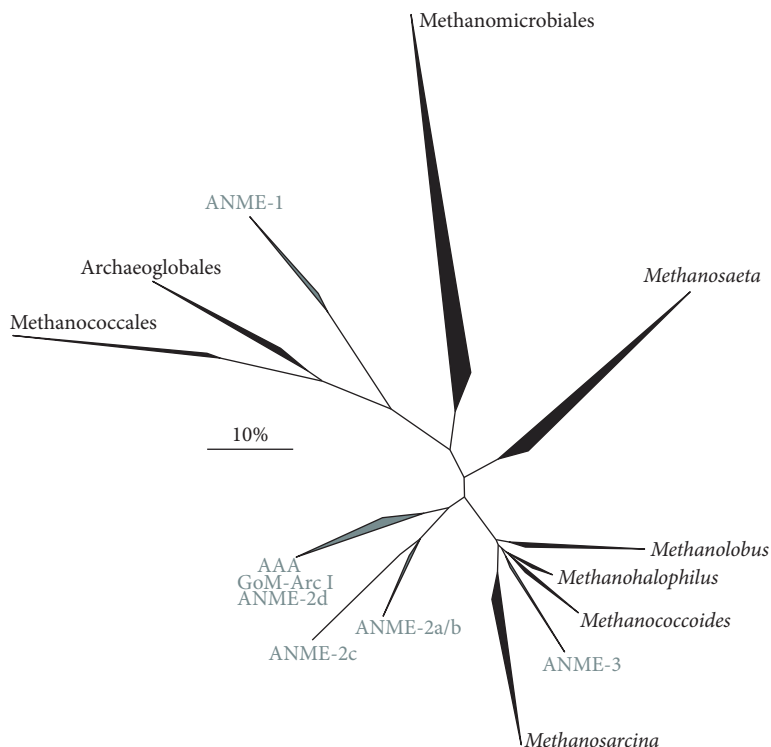 Methanomicrobiales
ANME-1
Archaeoglobales
Methanosaeta
Methanococcales
10%
Methanolobus
AAA
GoM-Arc I
ANME-2d
Methanohalophilus
Methanococcoides
ANME-2a/b
ANME-2c
ANME-3
Methanosarcina